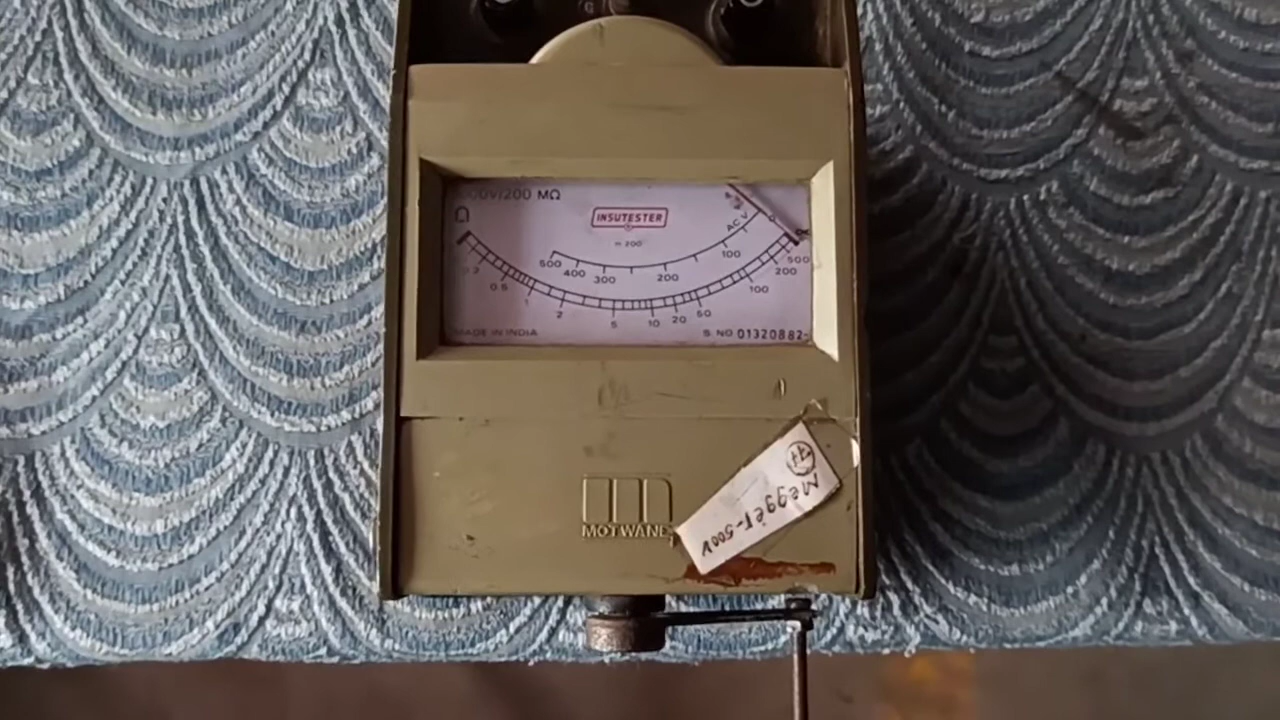 G
500V/200 MΩ
Ω
INSUTESTER
AC V
0
∞
H 200
500 400 300 200 100
0.2 0.5 1 2 5 10 20 50 100 200 500
MADE IN INDIA
S. NO 01320882-
MOTWANE
Megger-500V